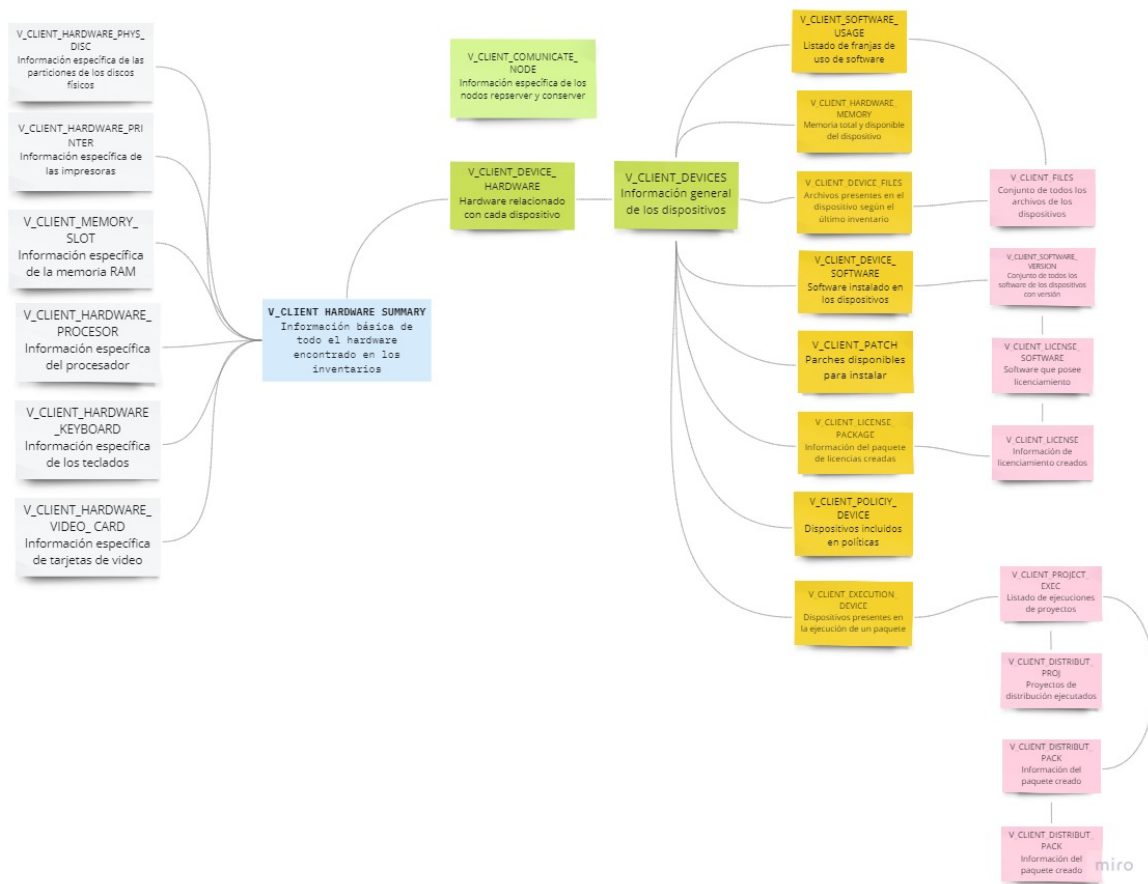 V_CLIENT_HARDWARE_PHYS_
DISC
Información específica de las
particiones de los discos
físicos
V_CLIENT_HARDWARE_PRI
NTER
Información específica de
las impresoras
V_CLIENT_MEMORY_
SLOT
Información específica
de la memoria RAM
V_CLIENT_HARDWARE_
PROCESOR
Información específica
del procesador
V_CLIENT_HARDWARE
_KEYBOARD
Información específica
de los teclados
V_CLIENT_HARDWARE_
VIDEO_ CARD
Información específica
de tarjetas de video
V_CLIENT HARDWARE SUMMARY
Información básica de
todo el hardware
encontrado en los
inventarios
V_CLIENT_COMUNICATE_
NODE
Información específica de los
nodos repserver y conserver
V_CLIENT_DEVICE_
HARDWARE
Hardware relacionado
con cada dispositivo
V_CLIENT_DEVICES
Información general
de los dispositivos
V_CLIENT_SOFTWARE_
USAGE
Listado de franjas de
uso de software
V_CLIENT_HARDWARE_
MEMORY
Memoria total y disponible
del dispositivo
V_CLIENT_DEVICE_FILES
Archivos presentes en el
dispositivo según el
último inventario
V_CLIENT_DEVICE_
SOFTWARE
Software instalado en
los dispositivos
V_CLIENT_PATCH
Parches disponibles
para instalar
V_CLIENT_LICENSE_
PACKAGE
Información del paquete
de licencias creadas
V_CLIENT_POLICIY_
DEVICE
Dispositivos incluidos
en políticas
V_CLIENT_EXECUTION_
DEVICE
Dispositivos presentes en
la ejecución de un paquete
V_CLIENT_FILES
Conjunto de todos los
archivos de los
dispositivos
V_CLIENT_SOFTWARE_
VERSION
Conjunto de todos los
software de los dispositivos
con versión
V_CLIENT_LICENSE_
SOFTWARE
Software que posee
licenciamiento
V_CLIENT_LICENSE
Información de
licenciamiento creados
V_CLIENT_PROJECT_
EXEC
Listado de ejecuciones
de proyectos
V_CLIENT_DISTRIBUT_
PROJ
Proyectos de
distribución ejecutados
V_CLIENT_DISTRIBUT_
PACK
Información del
paquete creado
V_CLIENT_DISTRIBUT_
PACK
Información del
paquete creado
miro